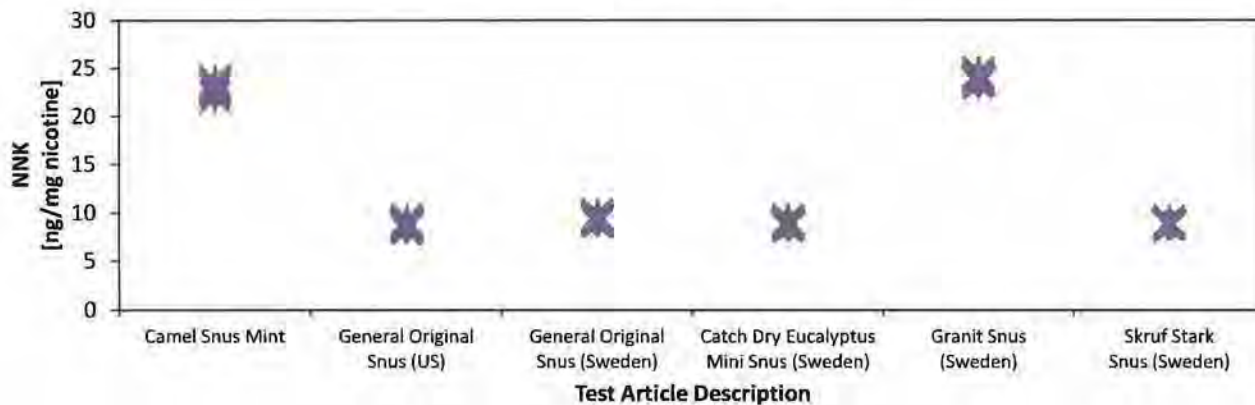 30
25
20
15
10
5
0
NNK
[ng/mg nicotine]
Camel Snus Mint
General Original
Snus (US)
General Original
Snus (Sweden)
Catch Dry Eucalyptus
Mini Snus (Sweden)
Granit Snus
(Sweden)
Skruf Stark
Snus (Sweden)
Test Article Description